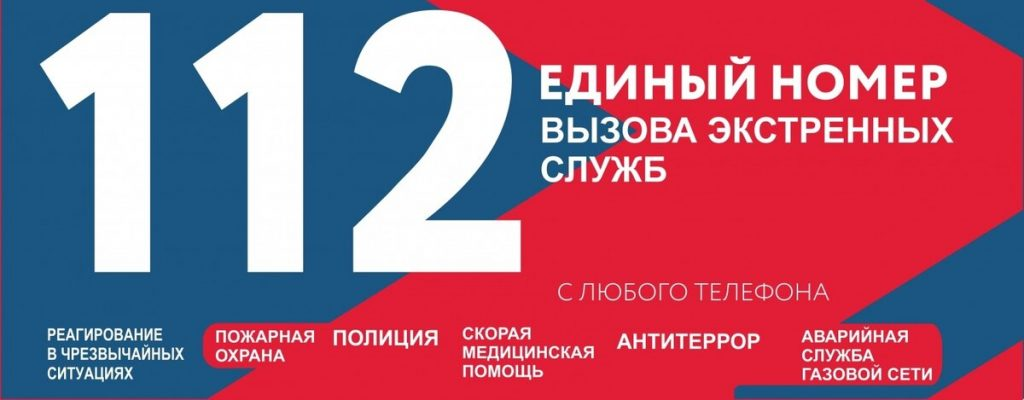 112
ЕДИНЫЙ НОМЕР
ВЫЗОВА ЭКСТРЕННЫХ
СЛУЖБ
С ЛЮБОГО ТЕЛЕФОНА
РЕАГИРОВАНИЕ
В ЧРЕЗВЫЧАЙНЫХ
СИТУАЦИЯХ
ПОЖАРНАЯ
ОХРАНА
ПОЛИЦИЯ
СКОРАЯ
МЕДИЦИНСКАЯ
ПОМОЩЬ
АНТИТЕРРОР
АВАРИЙНАЯ
СЛУЖБА
ГАЗОВОЙ СЕТИ